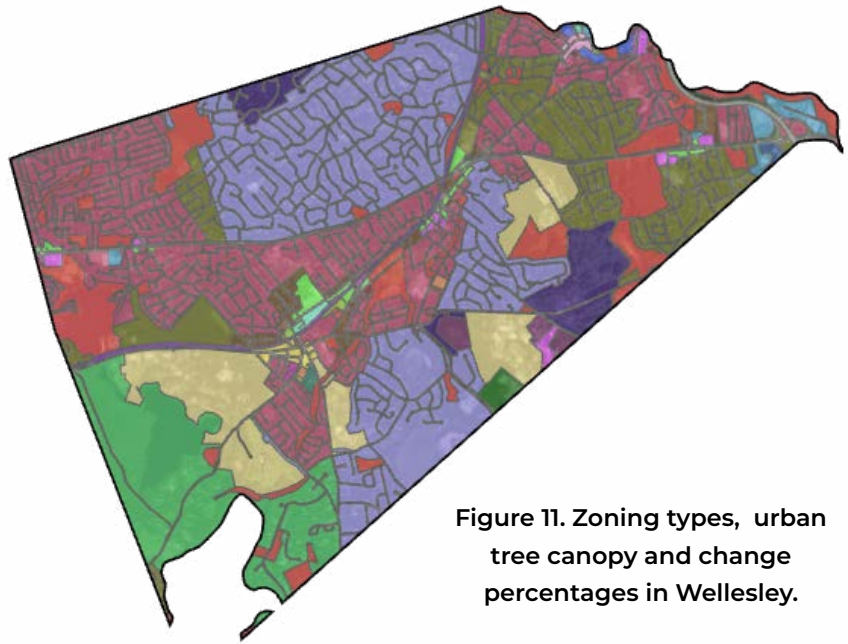 Figure 11. Zoning types, urban
tree canopy and change
percentages in Wellesley.